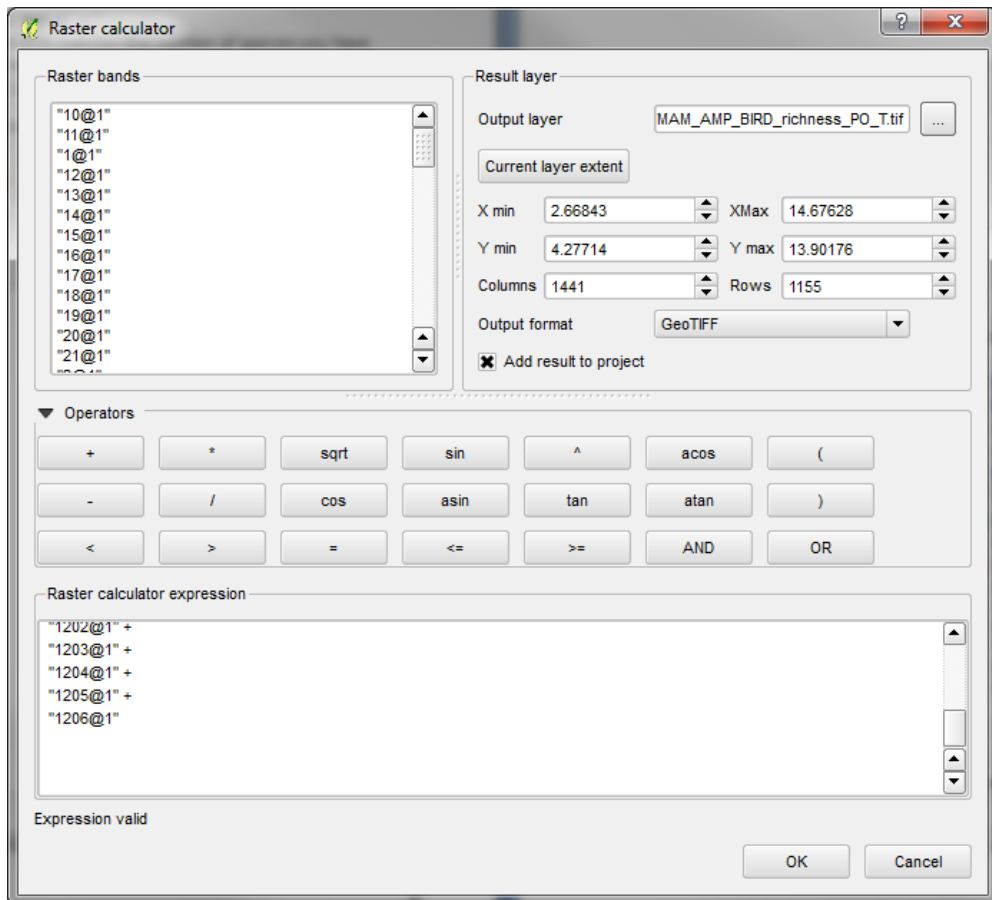 Raster calculator
Raster bands
"10@1"
"11@1"
"1@1"
"12@1"
"13@1"
"14@1"
"15@1"
"16@1"
"17@1"
"18@1"
"19@1"
"20@1"
"21@1"
Result layer
Output layer MAM_AMP_BIRD_richness_PO_T.tif ...
Current layer extent
X min 2.66843 XMax 14.67628
Y min 4.27714 Y max 13.90176
Columns 1441 Rows 1155
Output format GeoTIFF
Add result to project
Operators
+ * sqrt sin ^ acos (
- / cos asin tan atan )
< > = <= >= AND OR
Raster calculator expression
"1202@1" +
"1203@1" +
"1204@1" +
"1205@1" +
"1206@1"
Expression valid
OK Cancel